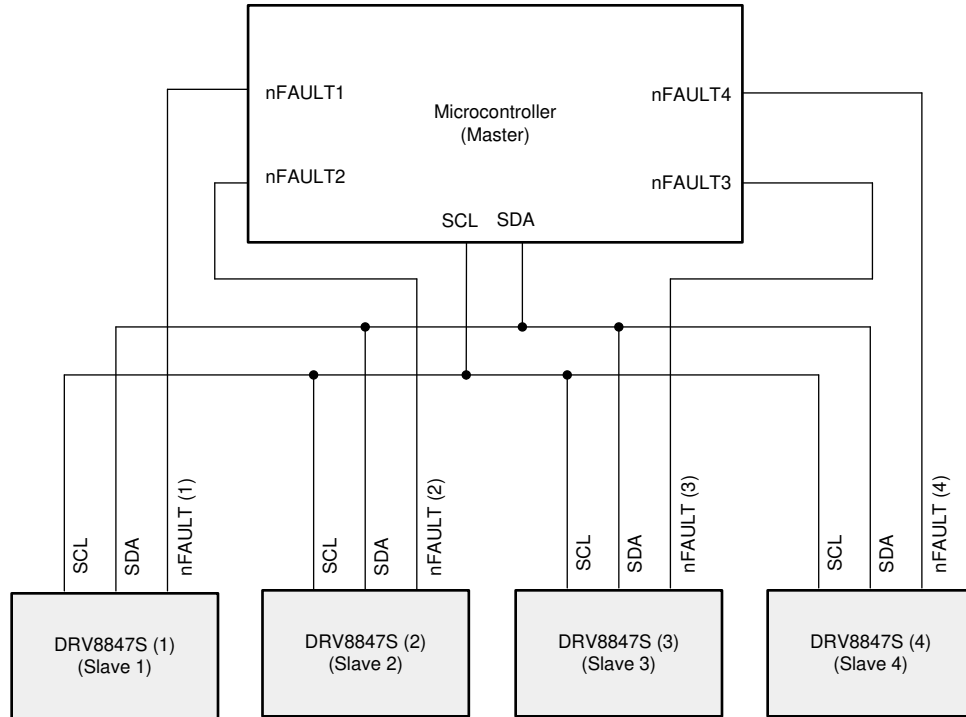 nFAULT1
nFAULT4
Microcontroller
(Master)
nFAULT2
nFAULT3
SCL
SDA
SCL
SDA
nFAULT (1)
SCL
SDA
nFAULT (2)
SCL
SDA
nFAULT (3)
SCL
SDA
nFAULT (4)
DRV8847S (1)
(Slave 1)
DRV8847S (2)
(Slave 2)
DRV8847S (3)
(Slave 3)
DRV8847S (4)
(Slave 4)